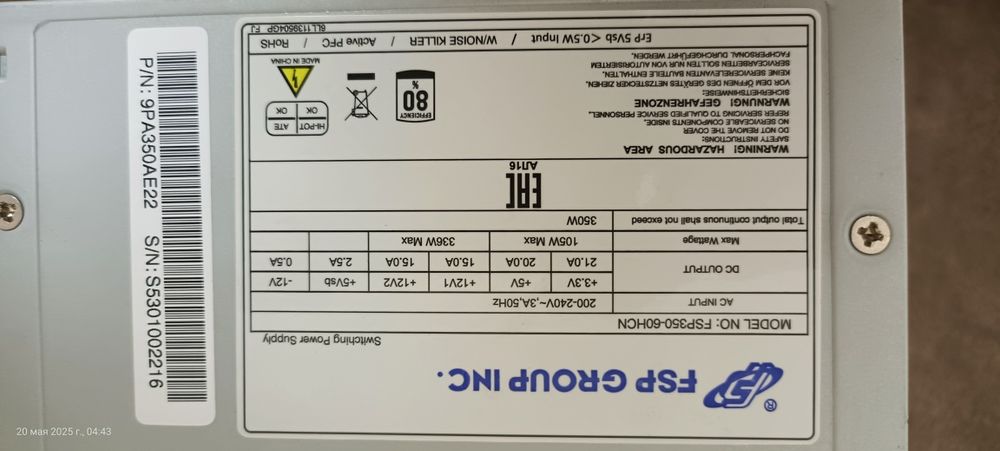 FSP GROUP INC. ®
Switching Power Supply
MODEL NO: FSP350-60HCN
AC INPUT 200-240V~,3A,50Hz
DC OUTPUT +3.3V +5V +12V1 +12V2 +5Vsb -12V
21.0A 20.0A 15.0A 15.0A 2.5A 0.5A
Max Wattage 105W Max 336W Max
Total output continuous shall not exceed 350W
EAC
АЛ16
WARNING! HAZARDOUS AREA
SAFETY INSTRUCTIONS:
DO NOT REMOVE THE COVER
NO SERVICEABLE COMPONENTS INSIDE.
REFER SERVICING TO QUALIFIED SERVICE PERSONNEL.
WARNUNG! GEFAHRENZONE
SICHERHEITSHINWEISE:
VOR DEM ÖFFNEN DES GERÄTES NETZSTECKER ZIEHEN.
KEINE SERVICERELEVANTEN BAUTEILE ENTHALTEN.
SERVICEARBEITEN SOLLTEN NUR VON AUTORISIERTEM
FACHPERSONAL DURCHGEFÜHRT WERDEN.
EFFICIENCY
80
%
HI-POT ATE
OK OK
MADE IN CHINA
ErP 5Vsb <0.5W Input / W/NOISE KILLER / Active PFC / RoHS
6LL1139504GP FJ
P/N: 9PA350AE22 S/N: S5301002216
20 мая 2025 г., 04:43